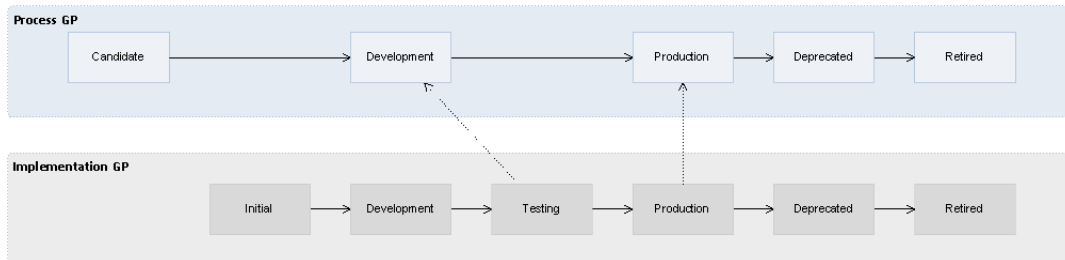 Process GP
Candidate
Development
Production
Deprecated
Retired
Implementation GP
Initial
Development
Testing
Production
Deprecated
Retired